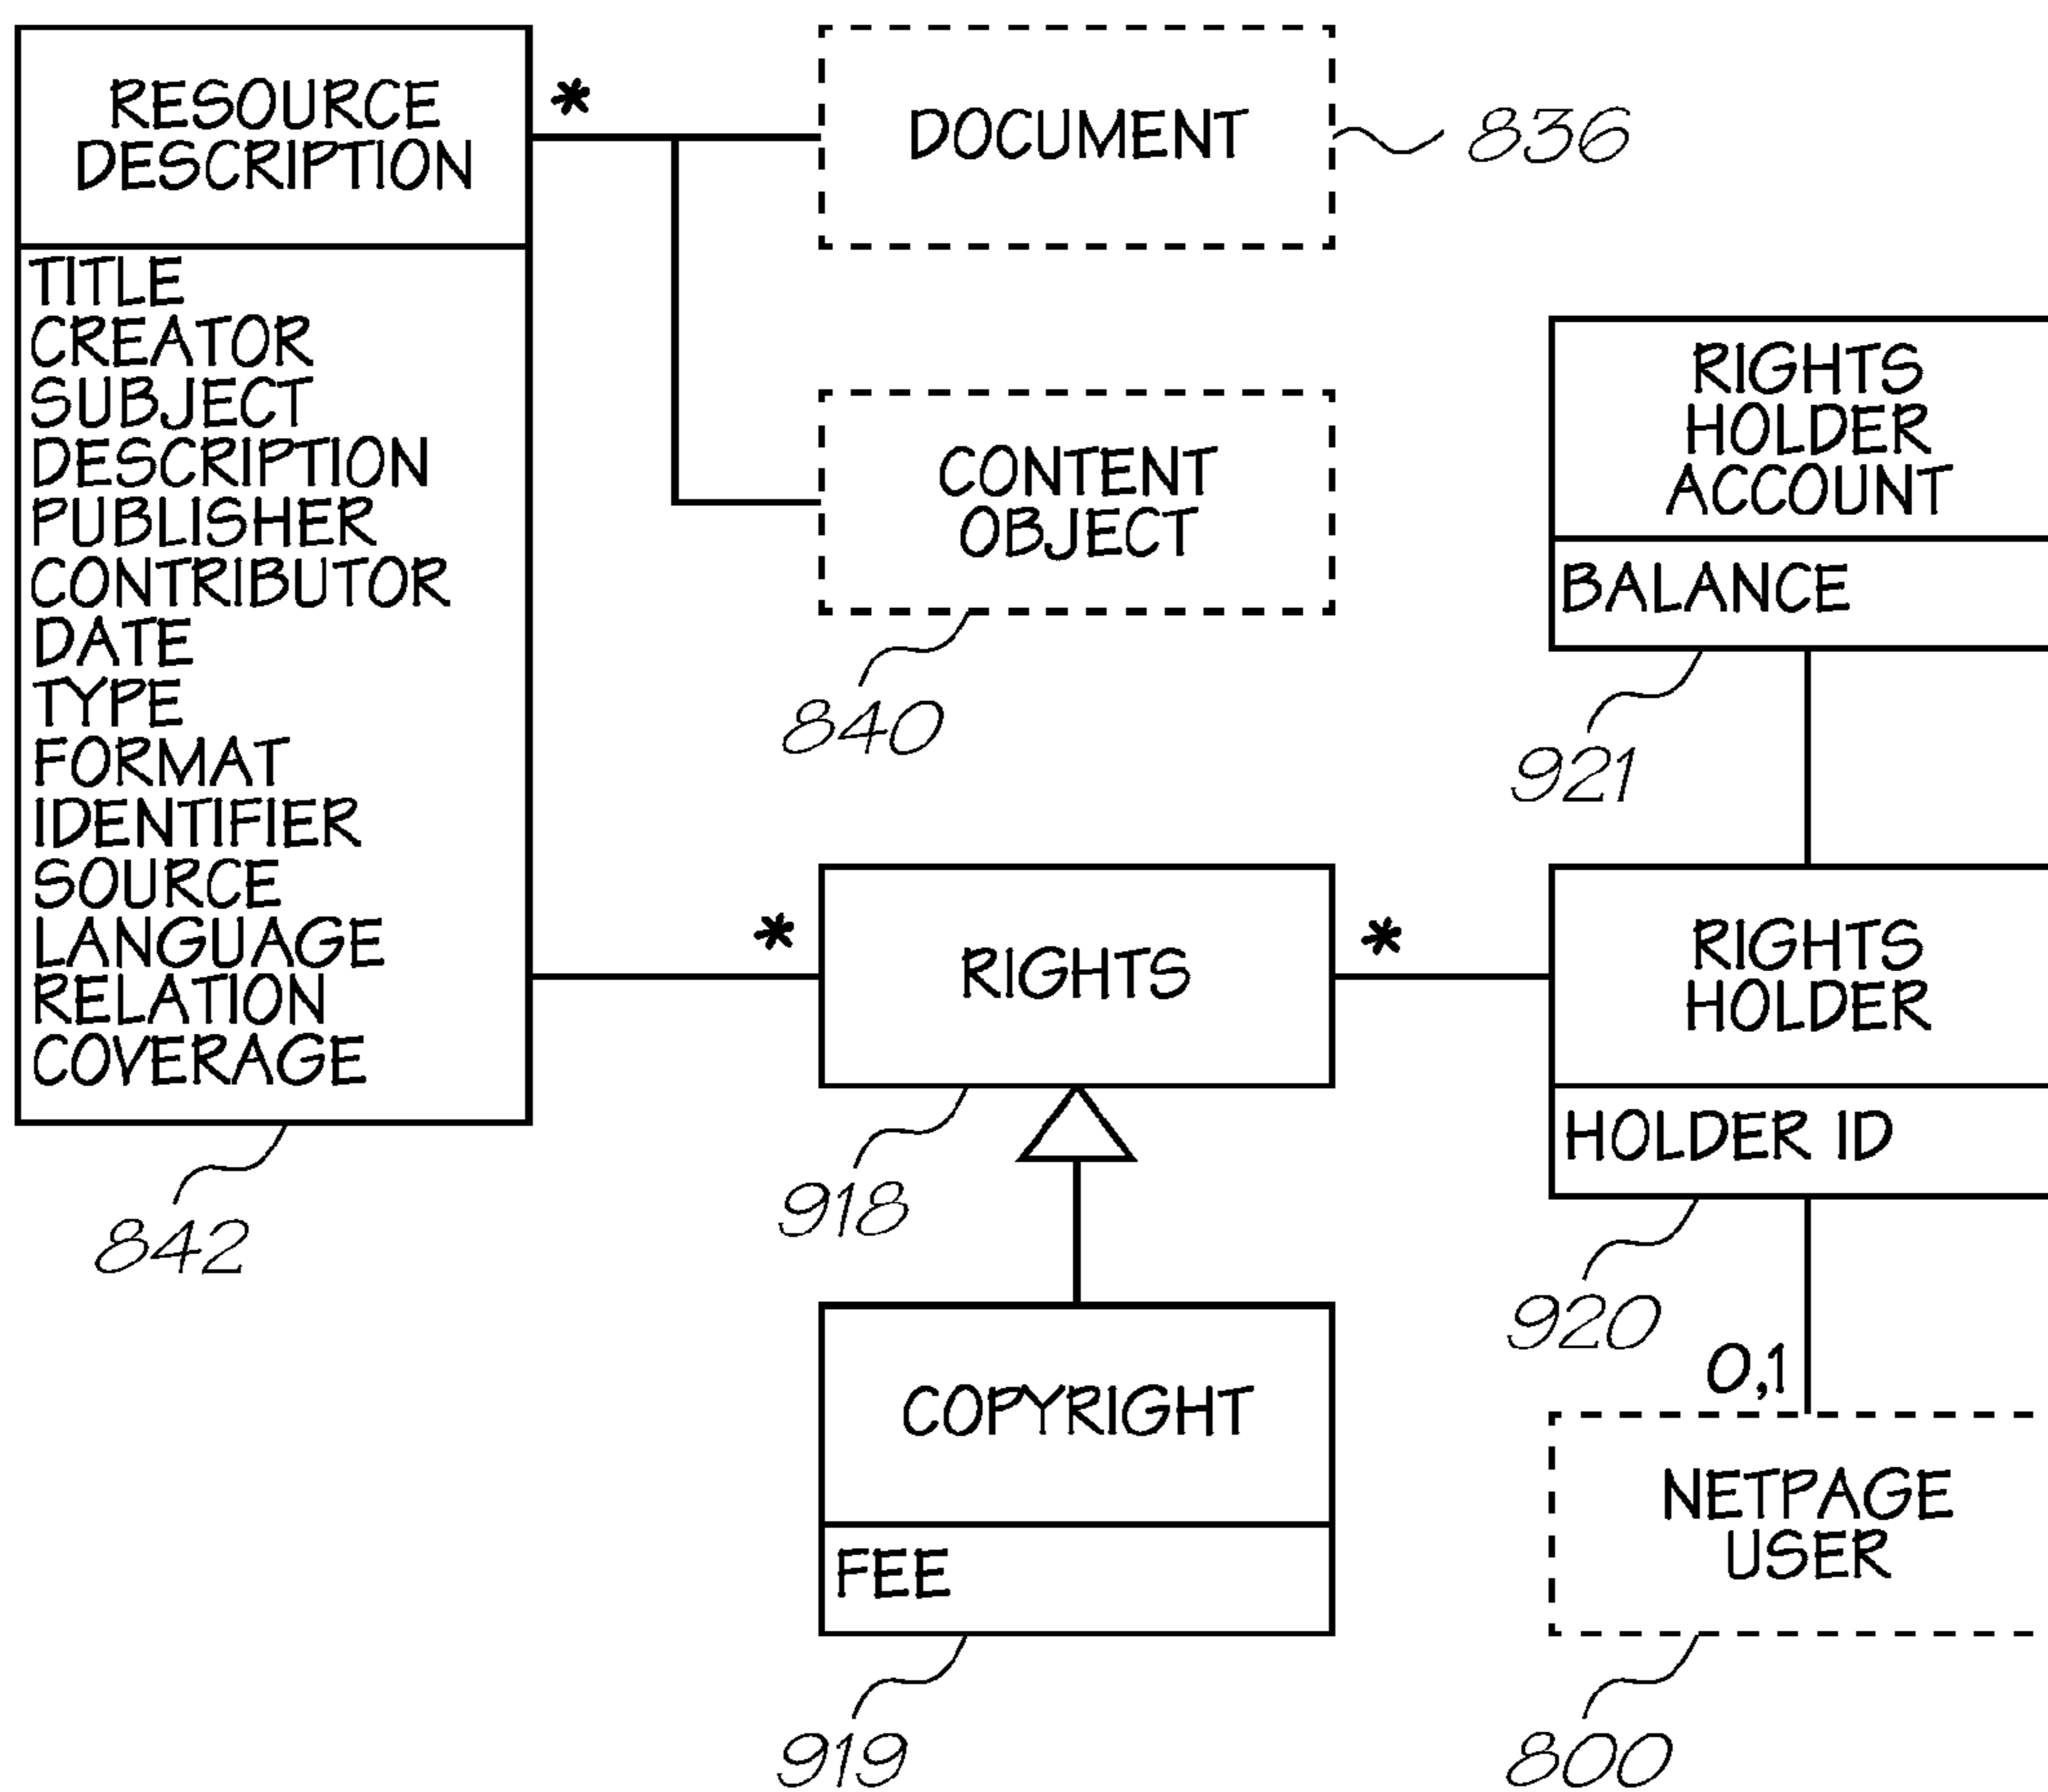 RESOURCE
DESCRIPTION
TITLE
CREATOR
SUBJECT
DESCRIPTION
PUBLISHER
CONTRIBUTOR
DATE
TYPE
FORMAT
IDENTIFIER
SOURCE
LANGUAGE
RELATION
COVERAGE
842
*
DOCUMENT
836
CONTENT
OBJECT
840
RIGHTS
HOLDER
ACCOUNT
BALANCE
921
*
RIGHTS
*
918
RIGHTS
HOLDER
HOLDER ID
920
0,1
COPYRIGHT
FEE
919
NETPAGE
USER
800